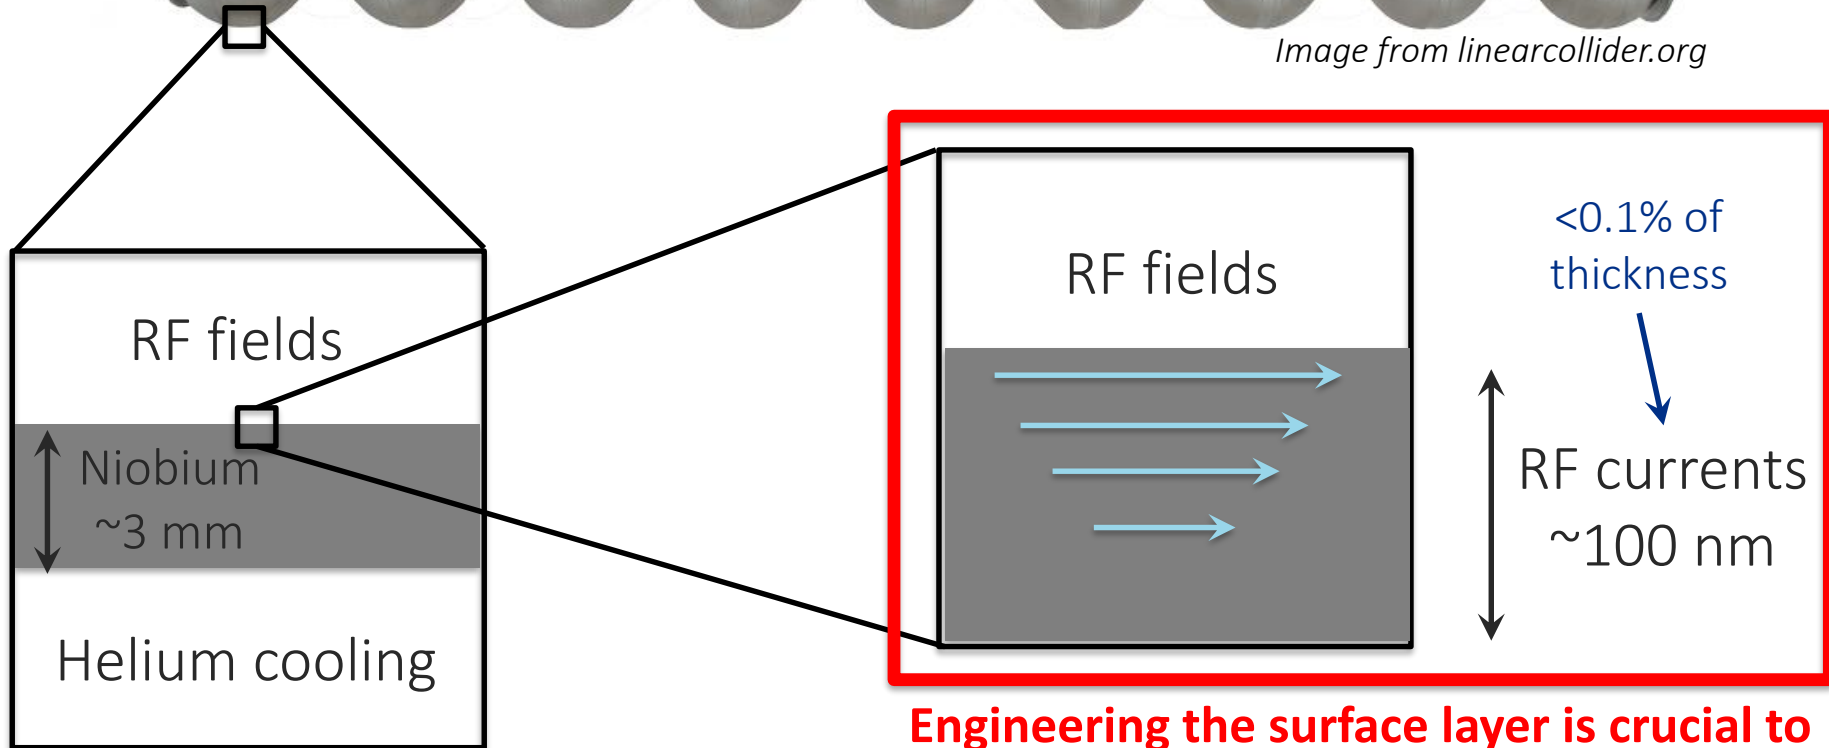 Image from linearcollider.org
RF fields
Niobium
~3 mm
Helium cooling
RF fields
<0.1% of
thickness
RF currents
~100 nm
Engineering the surface layer is crucial to